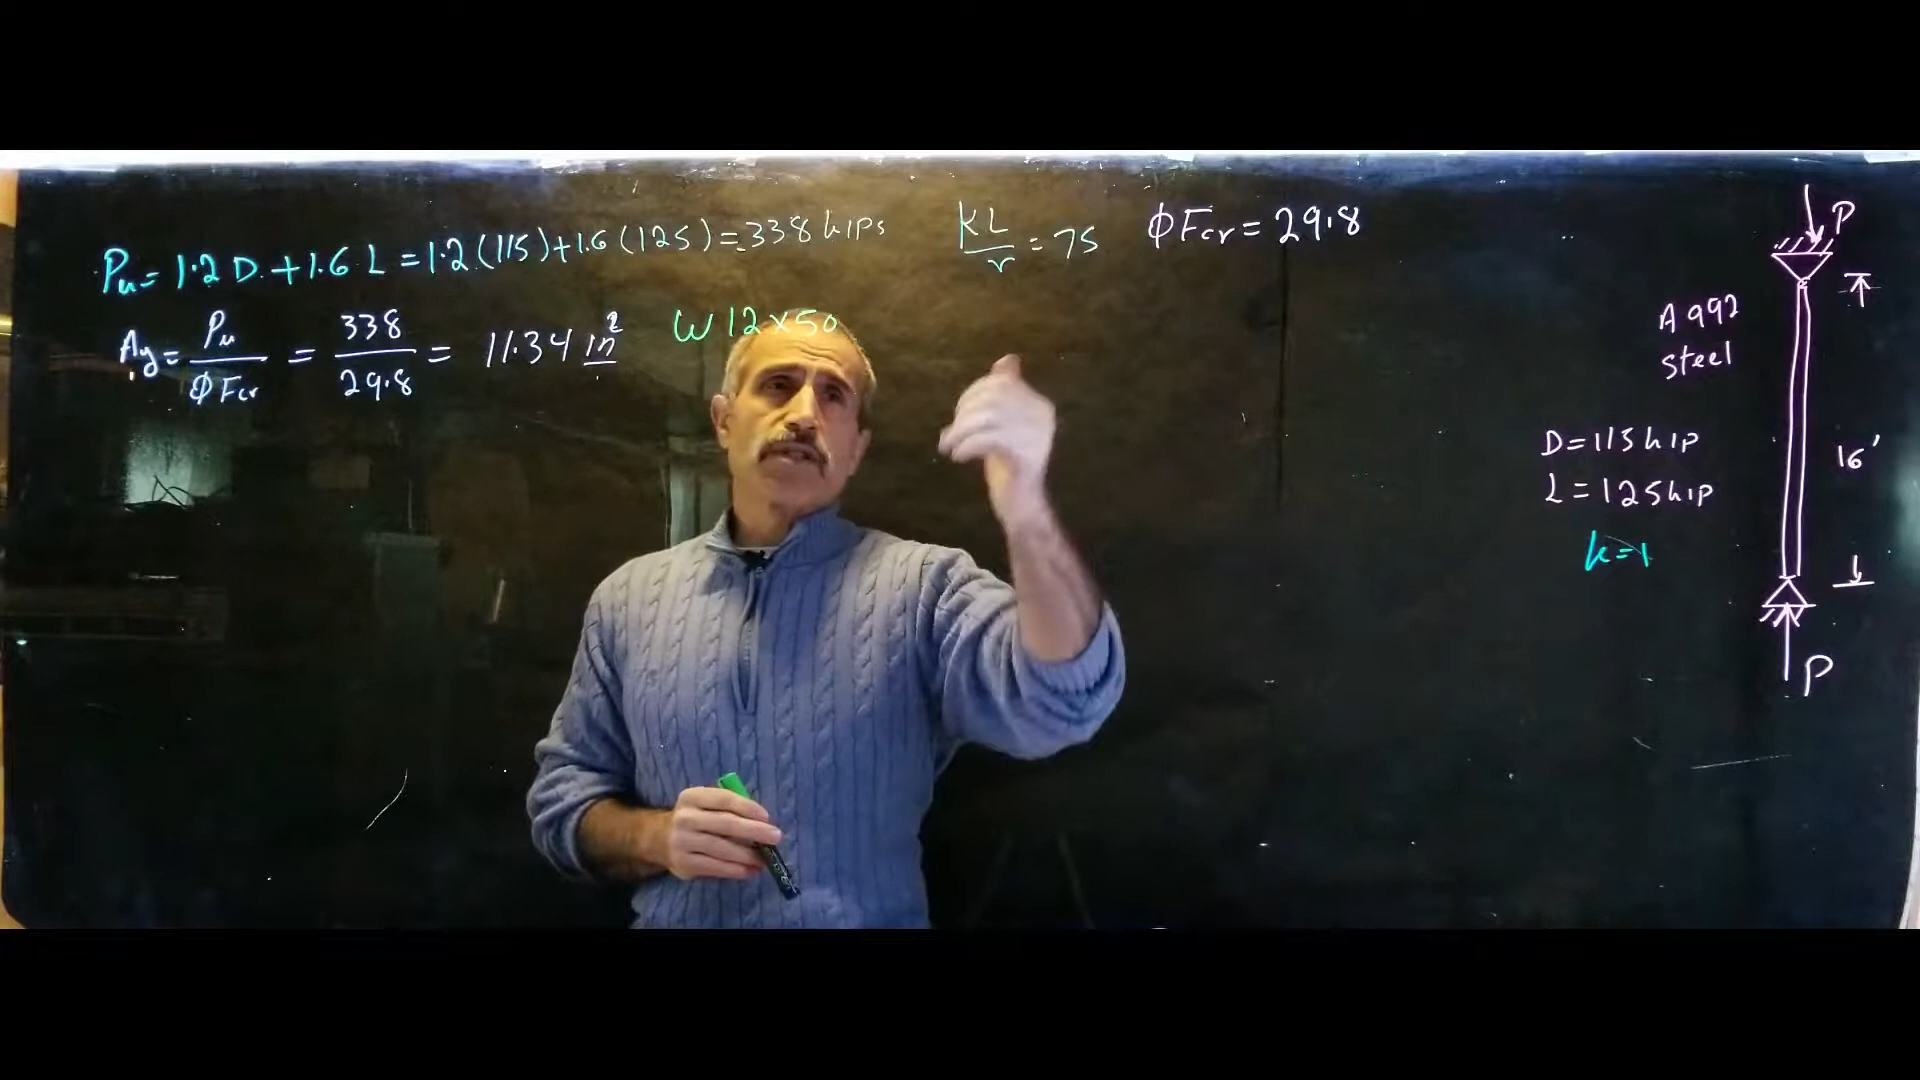 Pu = 1.2 D + 1.6 L = 1.2 (115) + 1.6 (125) = 338 kips
KL/r = 75
ϕFcr = 29.8
Ag = Pu/ϕFcr = 338/29.8 = 11.34 in²
W12x50
P
A992
steel
D = 115 kip
L = 125 kip
k=1
16'
P